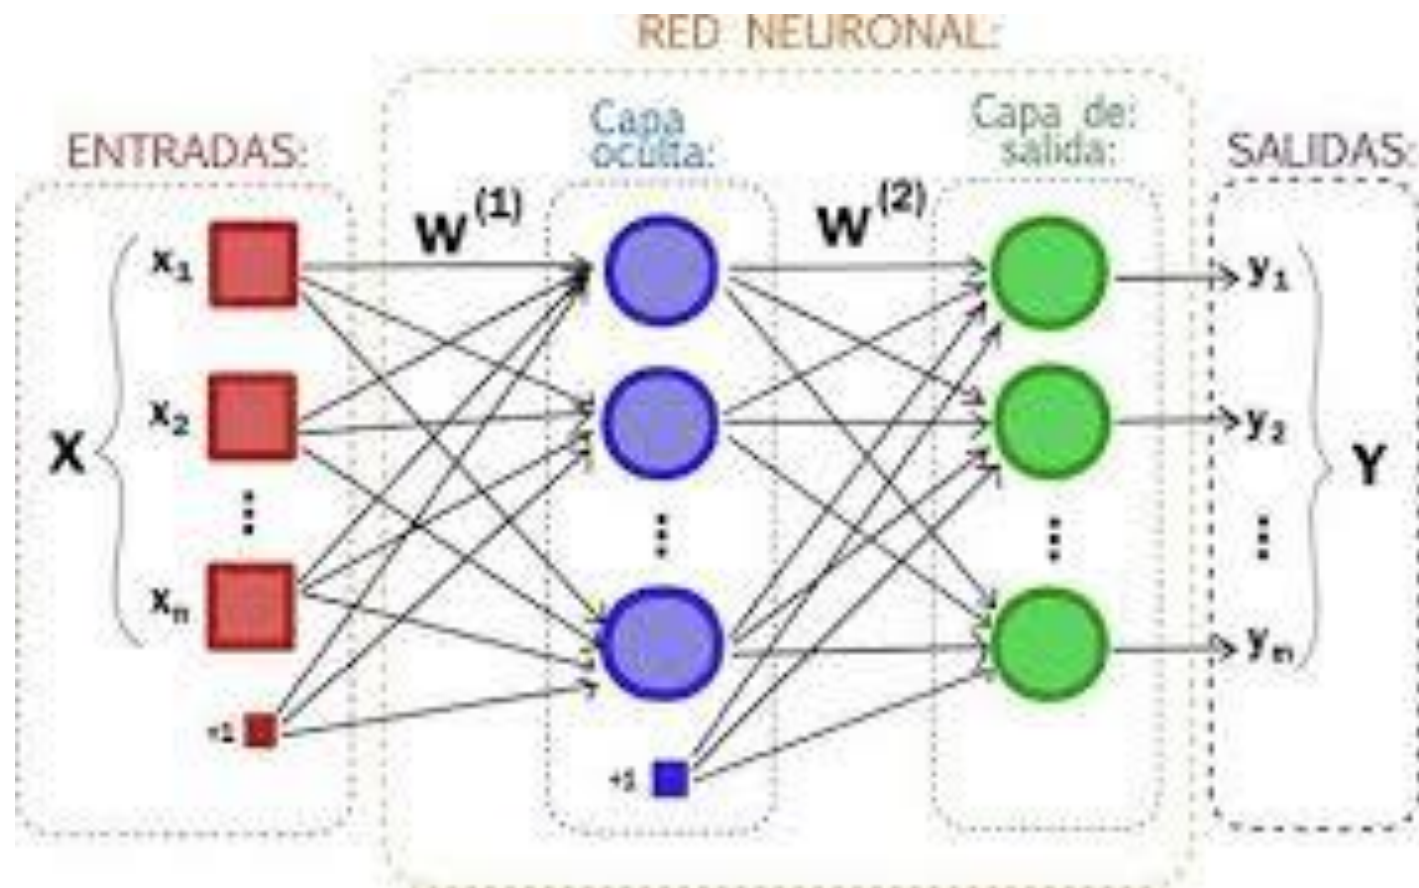 RED NEURONAL:
ENTRADAS:
Capa
oculta:
Capa de:
salida:
SALIDAS:
W(1)
W(2)
x1
x2
xn
X
+1
+1
y1
y2
ym
Y